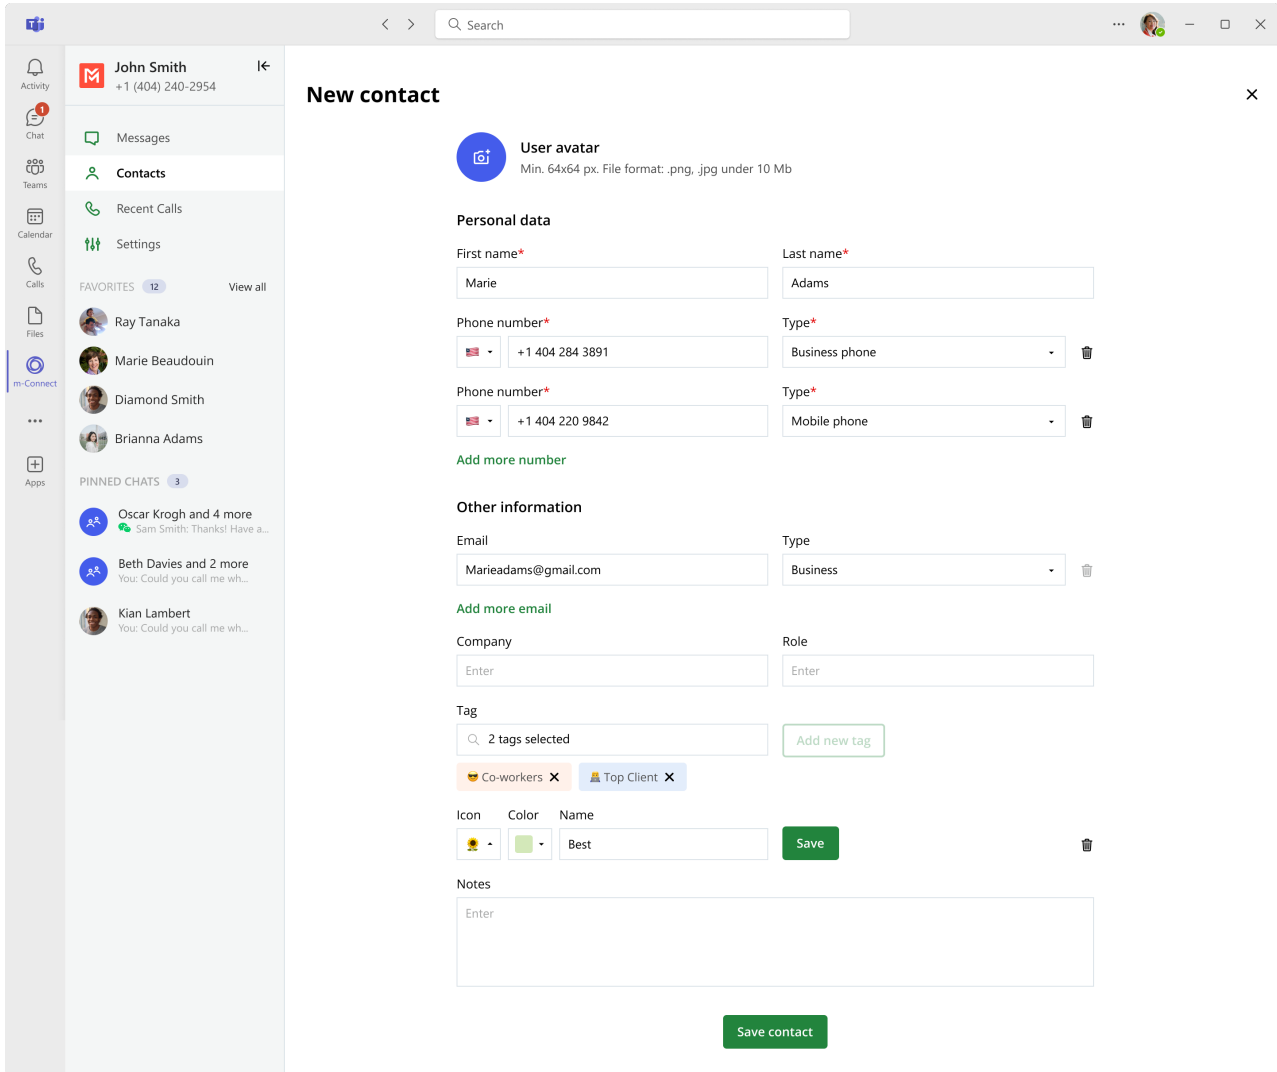 Search
Activity
Chat
1
Teams
Calendar
Calls
Files
m-Connect
Apps
John Smith
+1 (404) 240-2954
Messages
Contacts
Recent Calls
Settings
FAVORITES 12 View all
Ray Tanaka
Marie Beaudouin
Diamond Smith
Brianna Adams
PINNED CHATS 3
Oscar Krogh and 4 more
Sam Smith: Thanks! Have a...
Beth Davies and 2 more
You: Could you call me wh...
Kian Lambert
You: Could you call me wh...
New contact
User avatar
Min. 64x64 px. File format: .png, .jpg under 10 Mb
Personal data
First name* Last name*
Marie Adams
Phone number* Type*
+1 404 284 3891 Business phone
Phone number* Type*
+1 404 220 9842 Mobile phone
Add more number
Other information
Email Type
Marieadams@gmail.com Business
Add more email
Company Role
Enter Enter
Tag
2 tags selected Add new tag
Co-workers Top Client
Icon Color Name
Best Save
Notes
Enter
Save contact